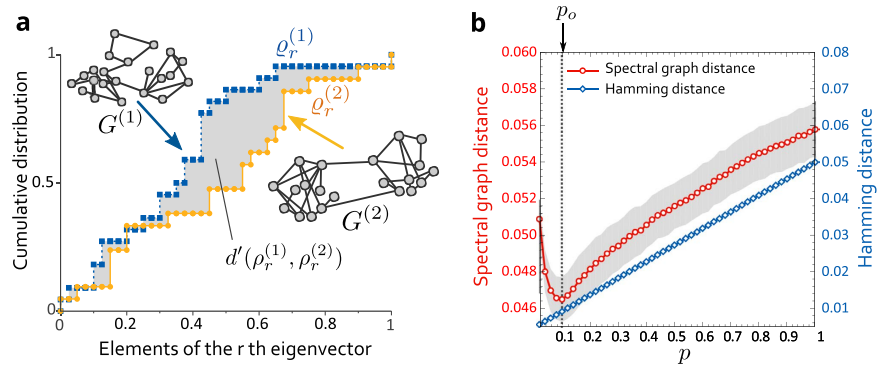 a
1
0.5
0
0
0.2
0.4
0.6
0.8
1
Cumulative distribution
Elements of the r th eigenvector
G^{(1)}
ϱ_r^{(1)}
ϱ_r^{(2)}
G^{(2)}
d′(ρ_r^{(1)}, ρ_r^{(2)})
b
p_o
0.060
0.058
0.056
0.054
0.052
0.050
0.048
0.046
Spectral graph distance
Spectral graph distance
Hamming distance
0.08
0.07
0.06
0.05
0.04
0.03
0.02
0.01
Hamming distance
0.1 0.2 0.3 0.4 0.5 0.6 0.7 0.8 0.9 1
p